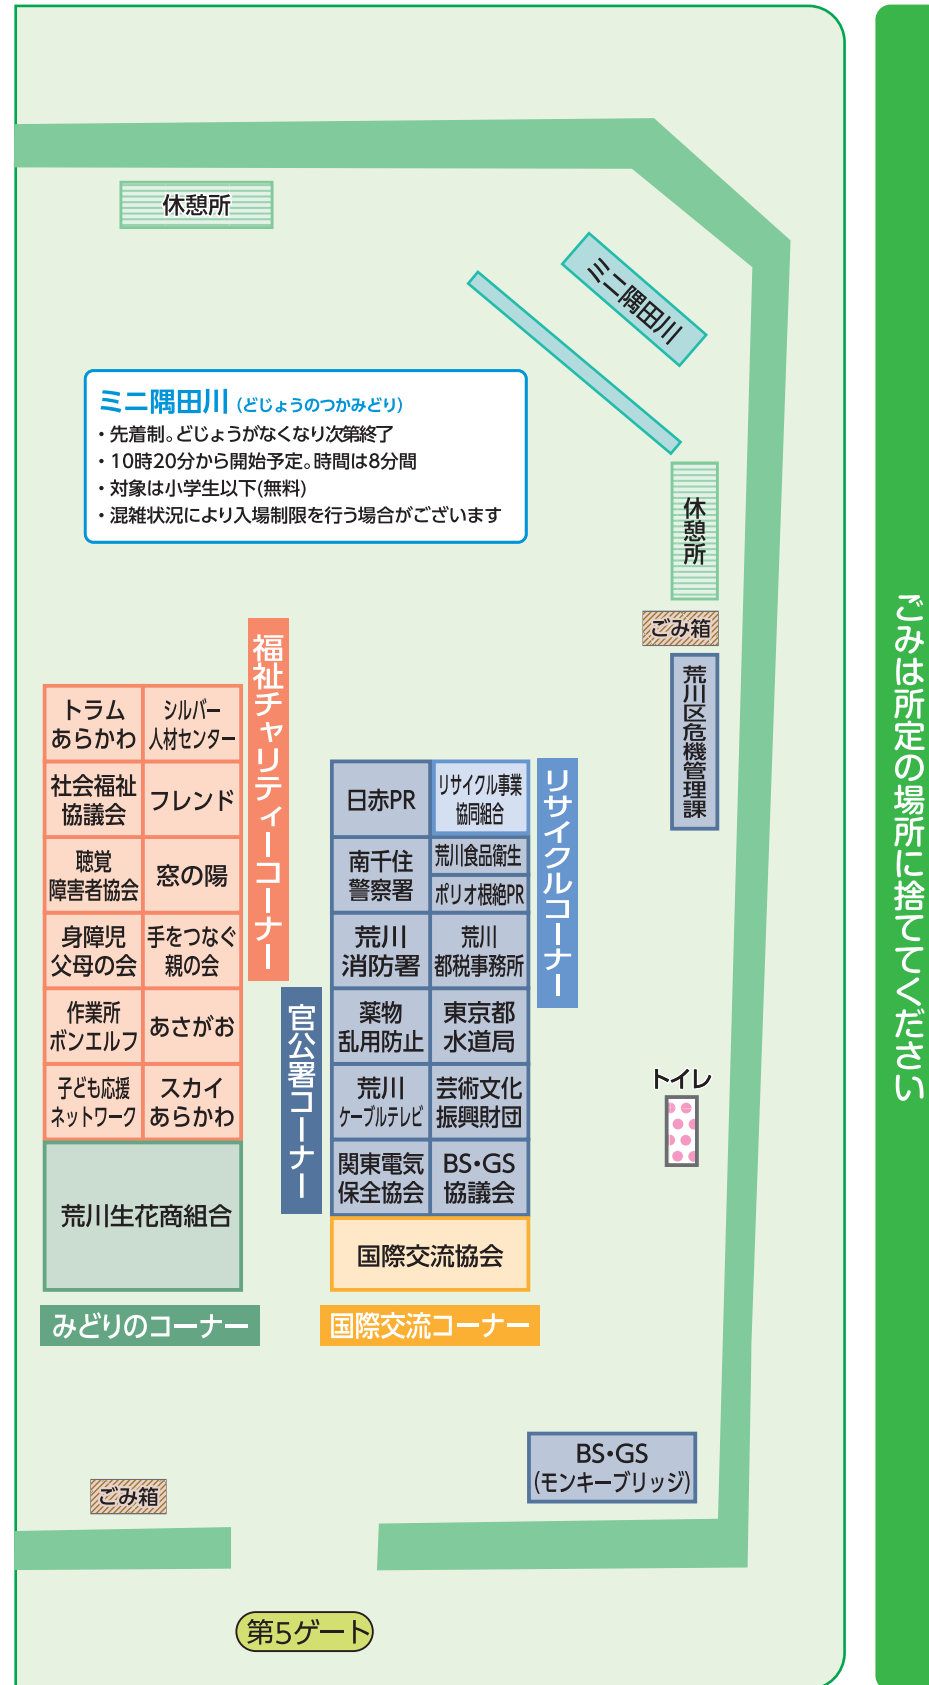 休憩所
ミニ隅田川
ミニ隅田川(どじょうのつかみどり)
・先着制。どじょうがなくなり次第終了
・10時20分から開始予定。時間は8分間
・対象は小学生以下(無料)
・混雑状況により入場制限を行う場合がございます
休憩所
ごみ箱
荒川区危機管理課
福祉チャリティーコーナー
トラム
あらかわ
シルバー
人材センター
社会福祉
協議会
フレンド
聴覚
障害者協会
窓の陽
身障児
父母の会
手をつなぐ
親の会
作業所
ボンエルフ
あさがお
子ども応援
ネットワーク
スカイ
あらかわ
荒川生花商組合
みどりのコーナー
リサイクルコーナー
官公署コーナー
日赤PR
リサイクル事業
協同組合
南千住
警察署
荒川食品衛生
ポリオ根絶PR
荒川
消防署
荒川
都税事務所
薬物
乱用防止
東京都
水道局
荒川
ケーブルテレビ
芸術文化
振興財団
関東電気
保全協会
BS・GS
協議会
国際交流協会
国際交流コーナー
トイレ
BS・GS
(モンキーブリッジ)
ごみ箱
第5ゲート
ごみは所定の場所に捨ててください